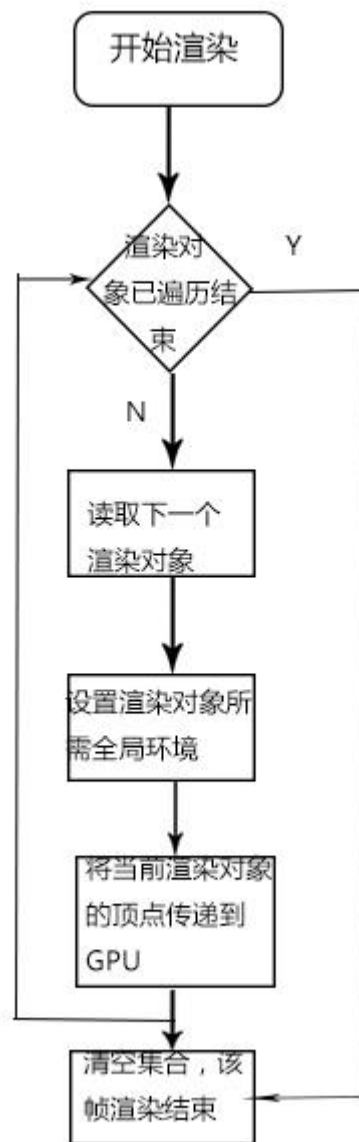 开始渲染
渲染对
象已遍历结
束
Y
N
读取下一个
渲染对象
设置渲染对象所
需全局环境
将当前渲染对象
的顶点传递到
GPU
清空集合，该
帧渲染结束